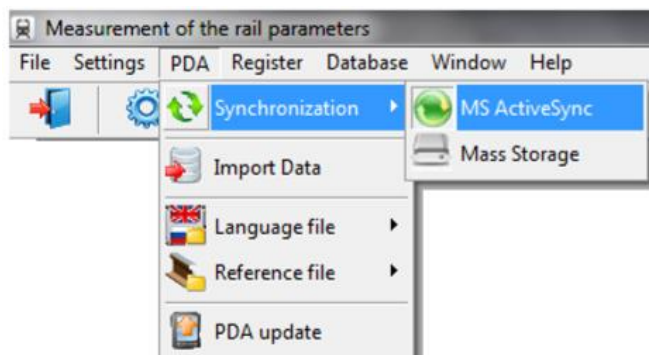 Measurement of the rail parameters
File Settings PDA Register Database Window Help
Synchronization MS ActiveSync
Mass Storage
Import Data
Language file
Reference file
PDA update